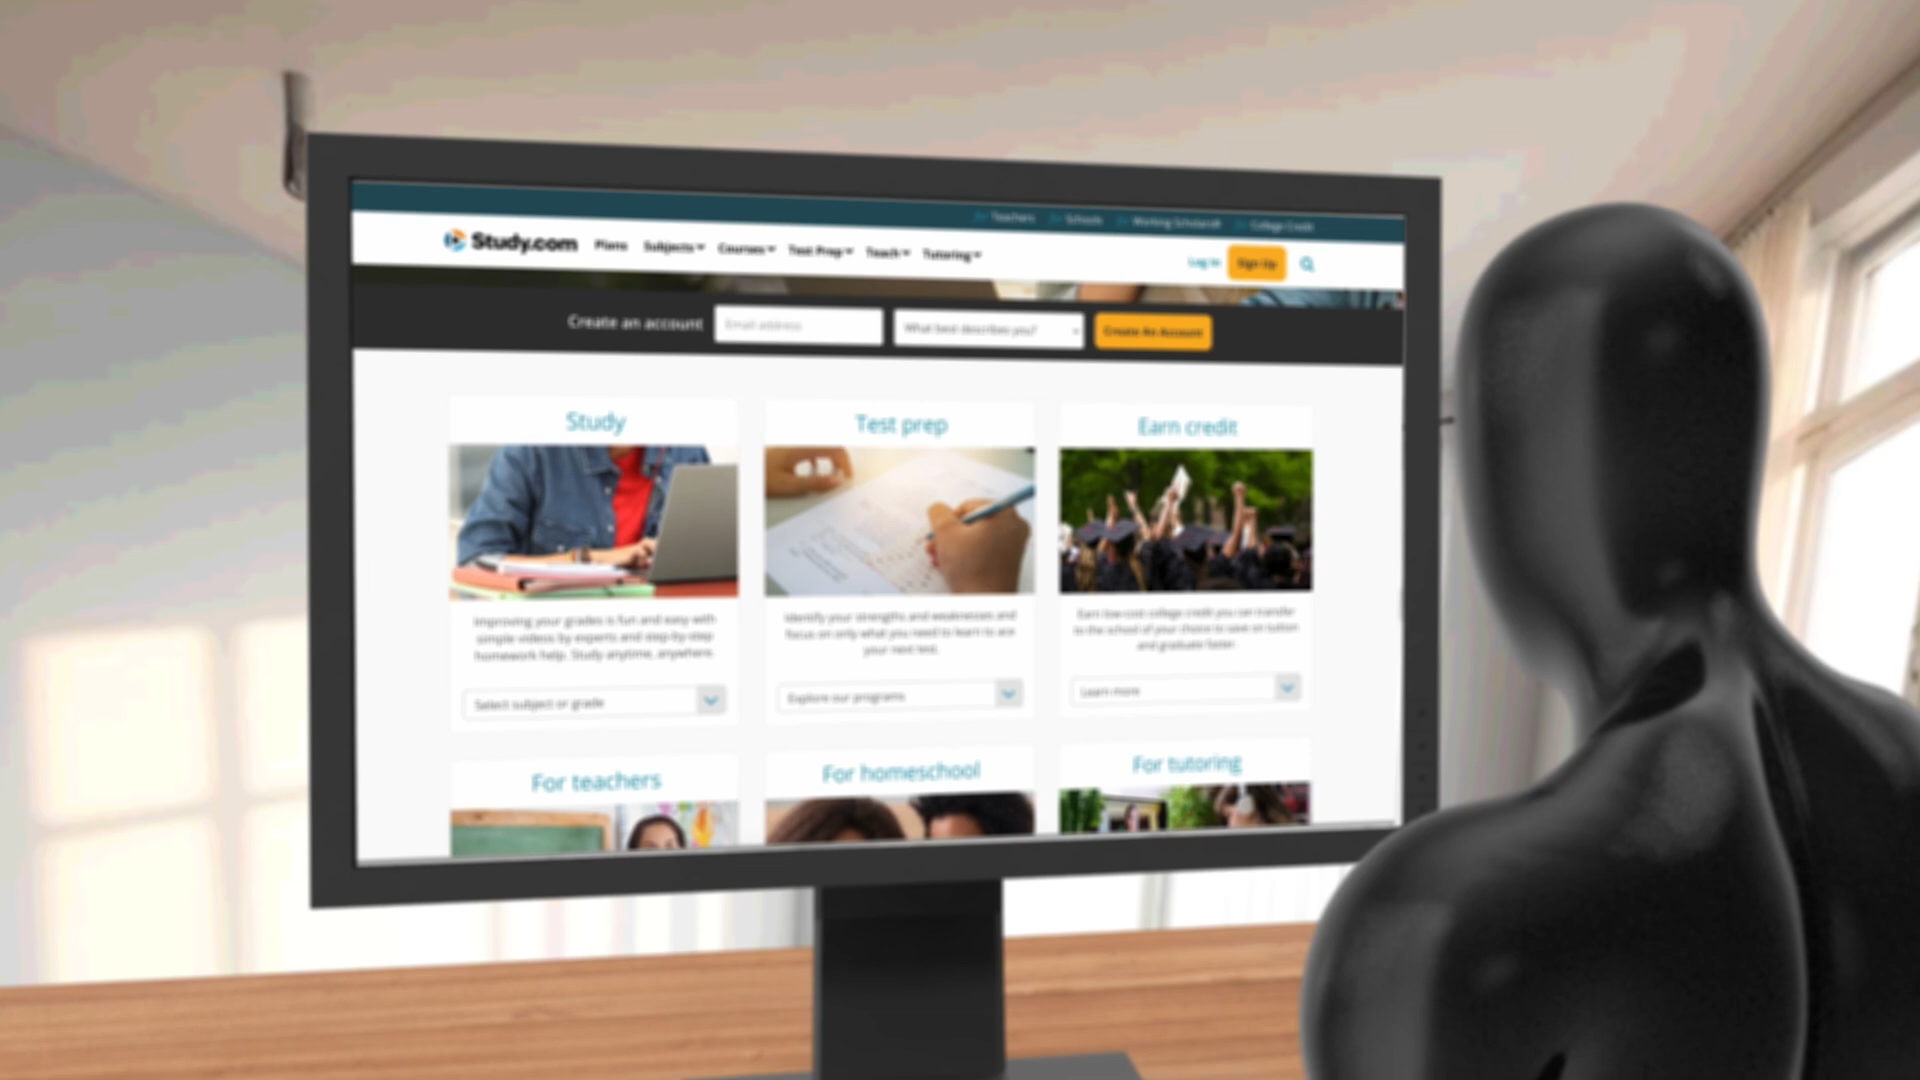 Teachers Schools Working Scholars® College Credit
Study.com Plans Subjects Courses Test Prep Teach Tutoring Log In Sign Up
Create an account Email address What best describes you? Create An Account
Study
Improving your grades is fun and easy with
simple videos by experts and step-by-step
homework help. Study anytime, anywhere.
Select subject or grade
Test prep
Identify your strengths and weaknesses and
focus on only what you need to learn to ace
your next test.
Explore our programs
Earn credit
Earn low-cost college credit you can transfer
to the school of your choice to save on tuition
and graduate faster.
Learn more
For teachers
For homeschool
For tutoring